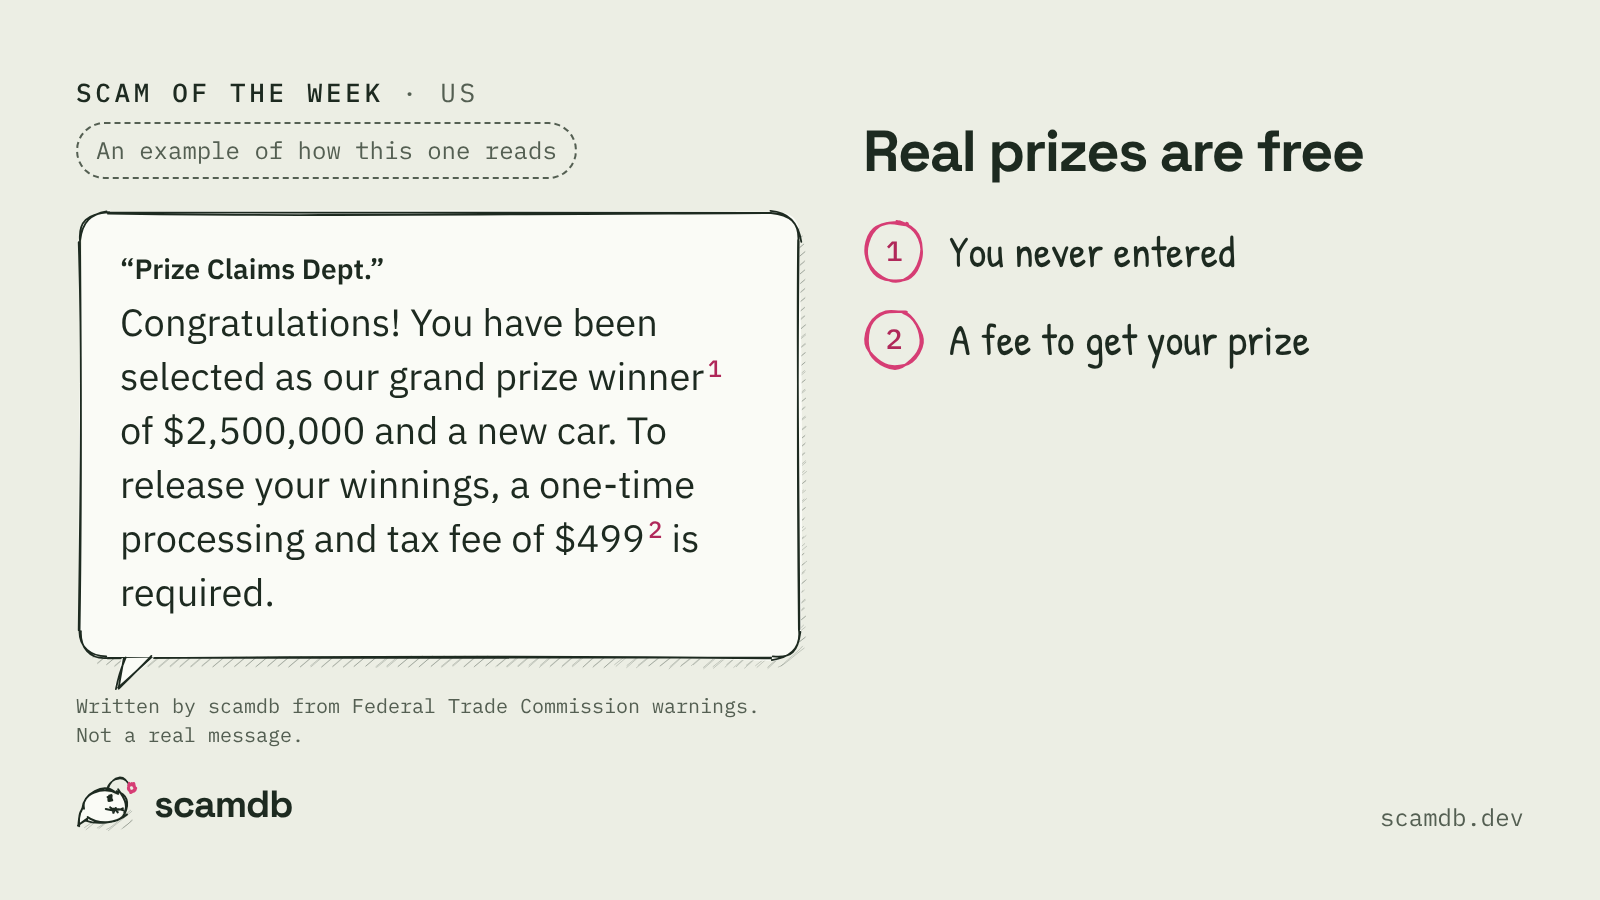 SCAM OF THE WEEK · US
An example of how this one reads
“Prize Claims Dept.”
Congratulations! You have been
selected as our grand prize winner1
of $2,500,000 and a new car. To
release your winnings, a one-time
processing and tax fee of $4992 is
required.
Written by scamdb from Federal Trade Commission warnings.
Not a real message.
scamdb
Real prizes are free
1 You never entered
2 A fee to get your prize
scamdb.dev